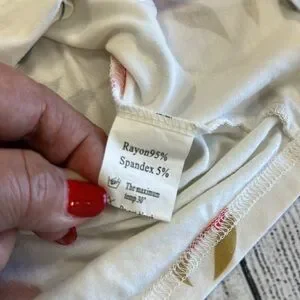 Rayon95%
Spandex 5%
The maximum
temp 30°